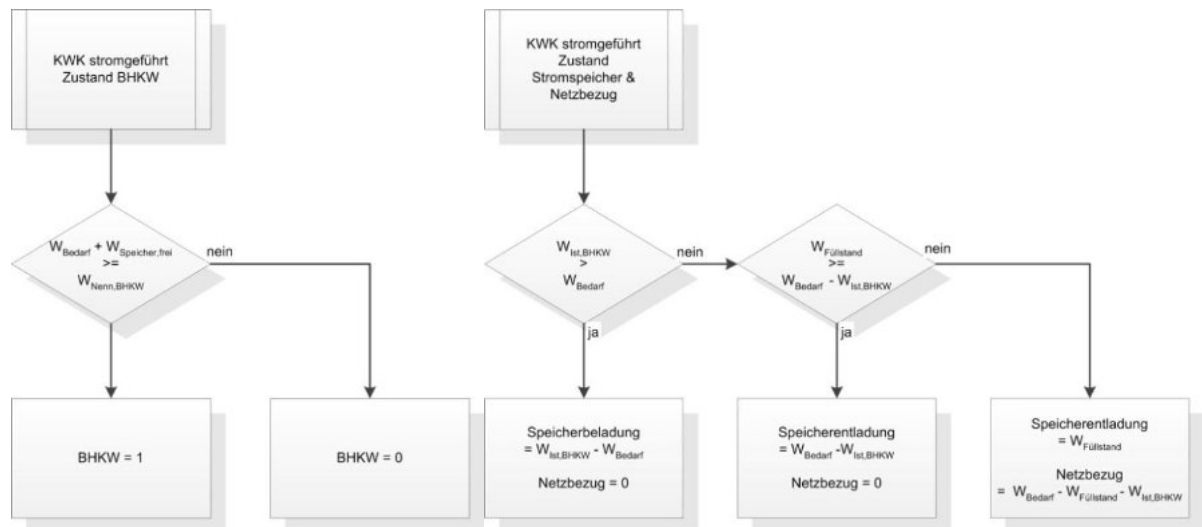 KWK stromgeführt
Zustand BHKW
W_Bedarf + W_Speicher,frei
>=
W_Nenn,BHKW
nein
BHKW = 1
BHKW = 0
KWK stromgeführt
Zustand
Stromspeicher &
Netzbezug
W_Ist,BHKW
>
W_Bedarf
nein
ja
W_Füllstand
>=
W_Bedarf - W_Ist,BHKW
nein
ja
Speicherbeladung
= W_Ist,BHKW - W_Bedarf
Netzbezug = 0
Speicherentladung
= W_Bedarf -W_Ist,BHKW
Netzbezug = 0
Speicherentladung
= W_Füllstand
Netzbezug
= W_Bedarf - W_Füllstand - W_Ist,BHKW